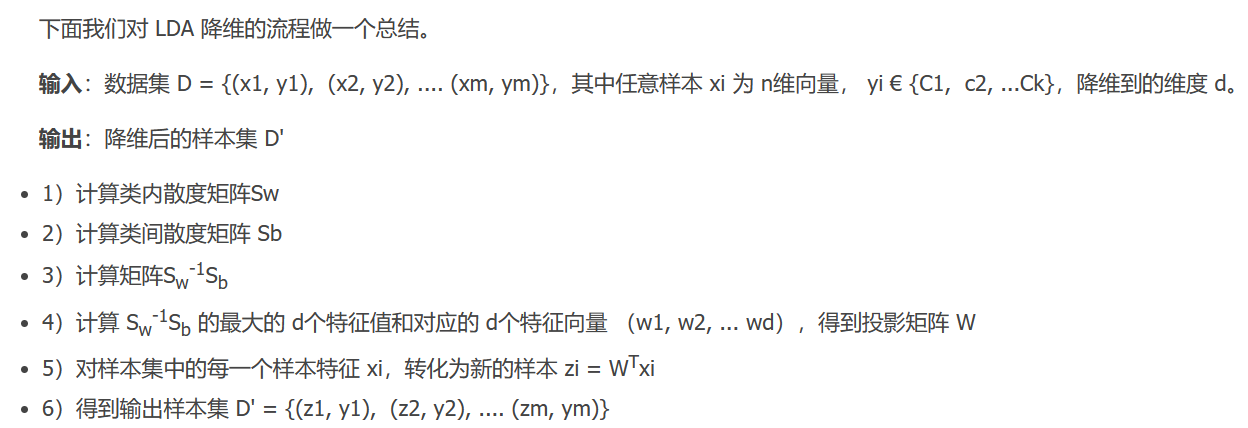 下面我们对 LDA 降维的流程做一个总结。
输入：数据集 D = {(x1, y1)，(x2, y2), .... (xm, ym)}，其中任意样本 xi 为 n维向量， yi € {C1，c2, ...Ck}，降维到的维度 d。
输出：降维后的样本集 D'
• 1）计算类内散度矩阵Sw
• 2）计算类间散度矩阵 Sb
• 3）计算矩阵Sw-1Sb
• 4）计算 Sw-1Sb 的最大的 d个特征值和对应的 d个特征向量 （w1, w2, ... wd），得到投影矩阵 W
• 5）对样本集中的每一个样本特征 xi，转化为新的样本 zi = WTxi
• 6）得到输出样本集 D' = {(z1, y1)，(z2, y2), .... (zm, ym)}